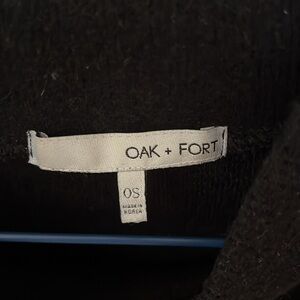 OAK + FORT
OS
MADE IN
KOREA